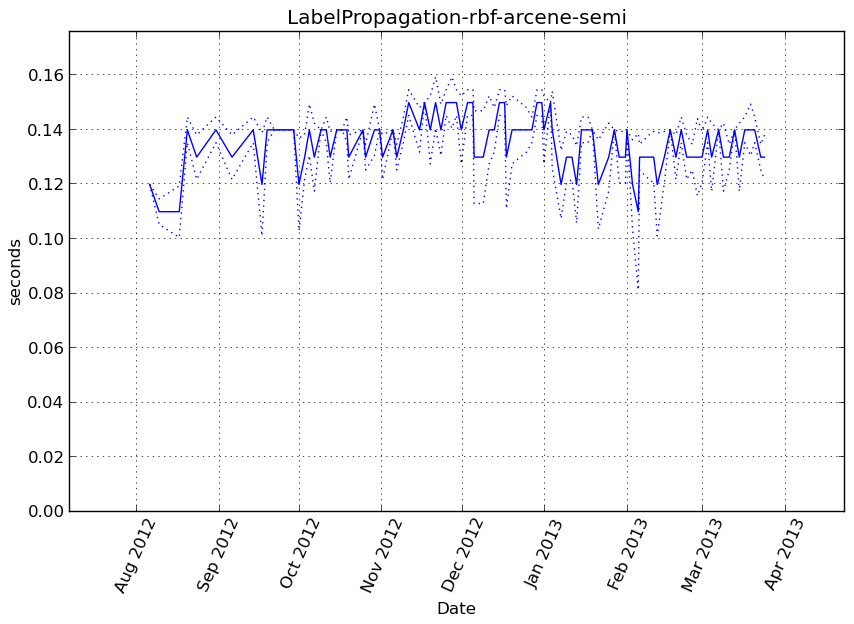 LabelPropagation-rbf-arcene-semi
0.16
0.14
0.12
0.10
0.08
0.06
0.04
0.02
0.00
seconds
Aug 2012
Sep 2012
Oct 2012
Nov 2012
Dec 2012
Jan 2013
Feb 2013
Mar 2013
Apr 2013
Date